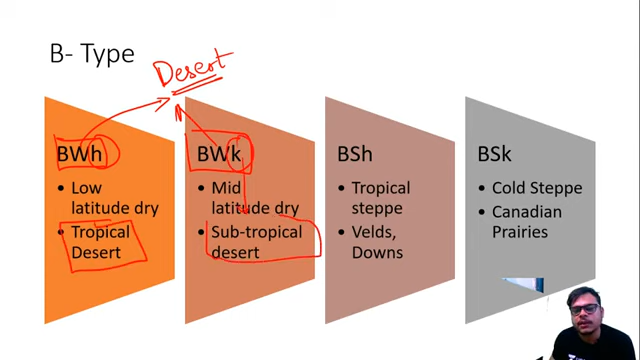 B- Type
Desert
BWh
• Low
latitude dry
• Tropical
Desert
BWk
• Mid
latitude dry
• Sub-tropical
desert
BSh
• Tropical
steppe
• Velds,
Downs
BSk
• Cold Steppe
• Canadian
Prairies